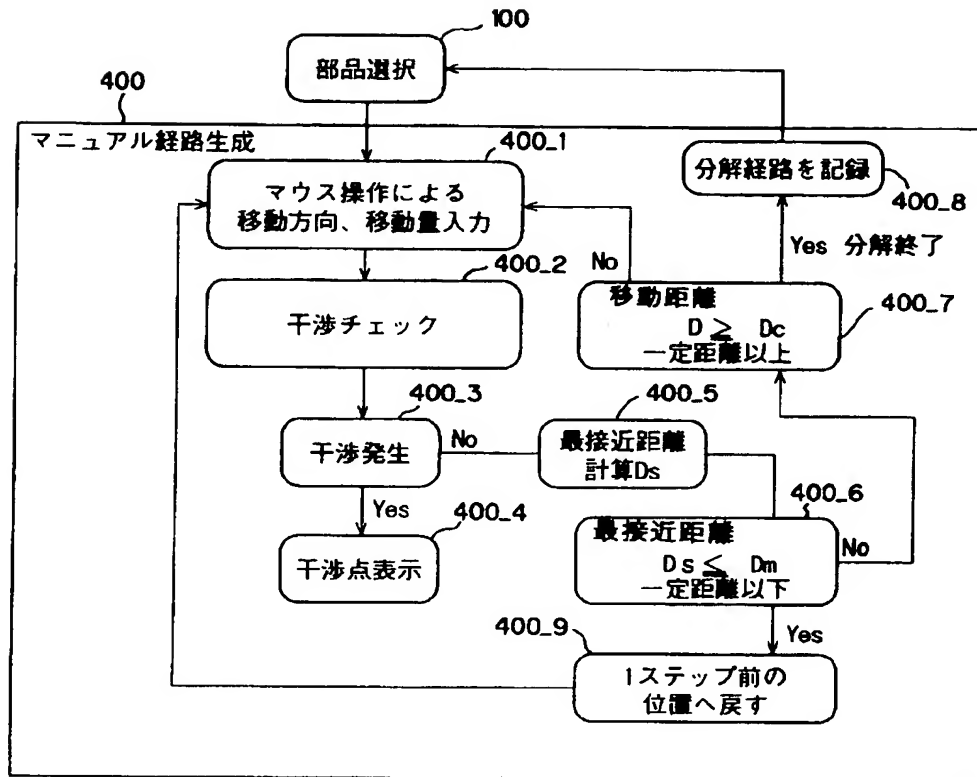 100
部品選択
400
マニュアル経路生成
400_1
マウス操作による
移動方向、移動量入力
400_2
干渉チェック
400_3
干渉発生
No
Yes
400_4
干渉点表示
400_5
最接近距離
計算Ds
400_6
最接近距離
Ds ≦ Dm
一定距離以下
No
Yes
400_9
1ステップ前の
位置へ戻す
400_7
移動距離
D ≧ Dc
一定距離以上
No
Yes 分解終了
400_8
分解経路を記録